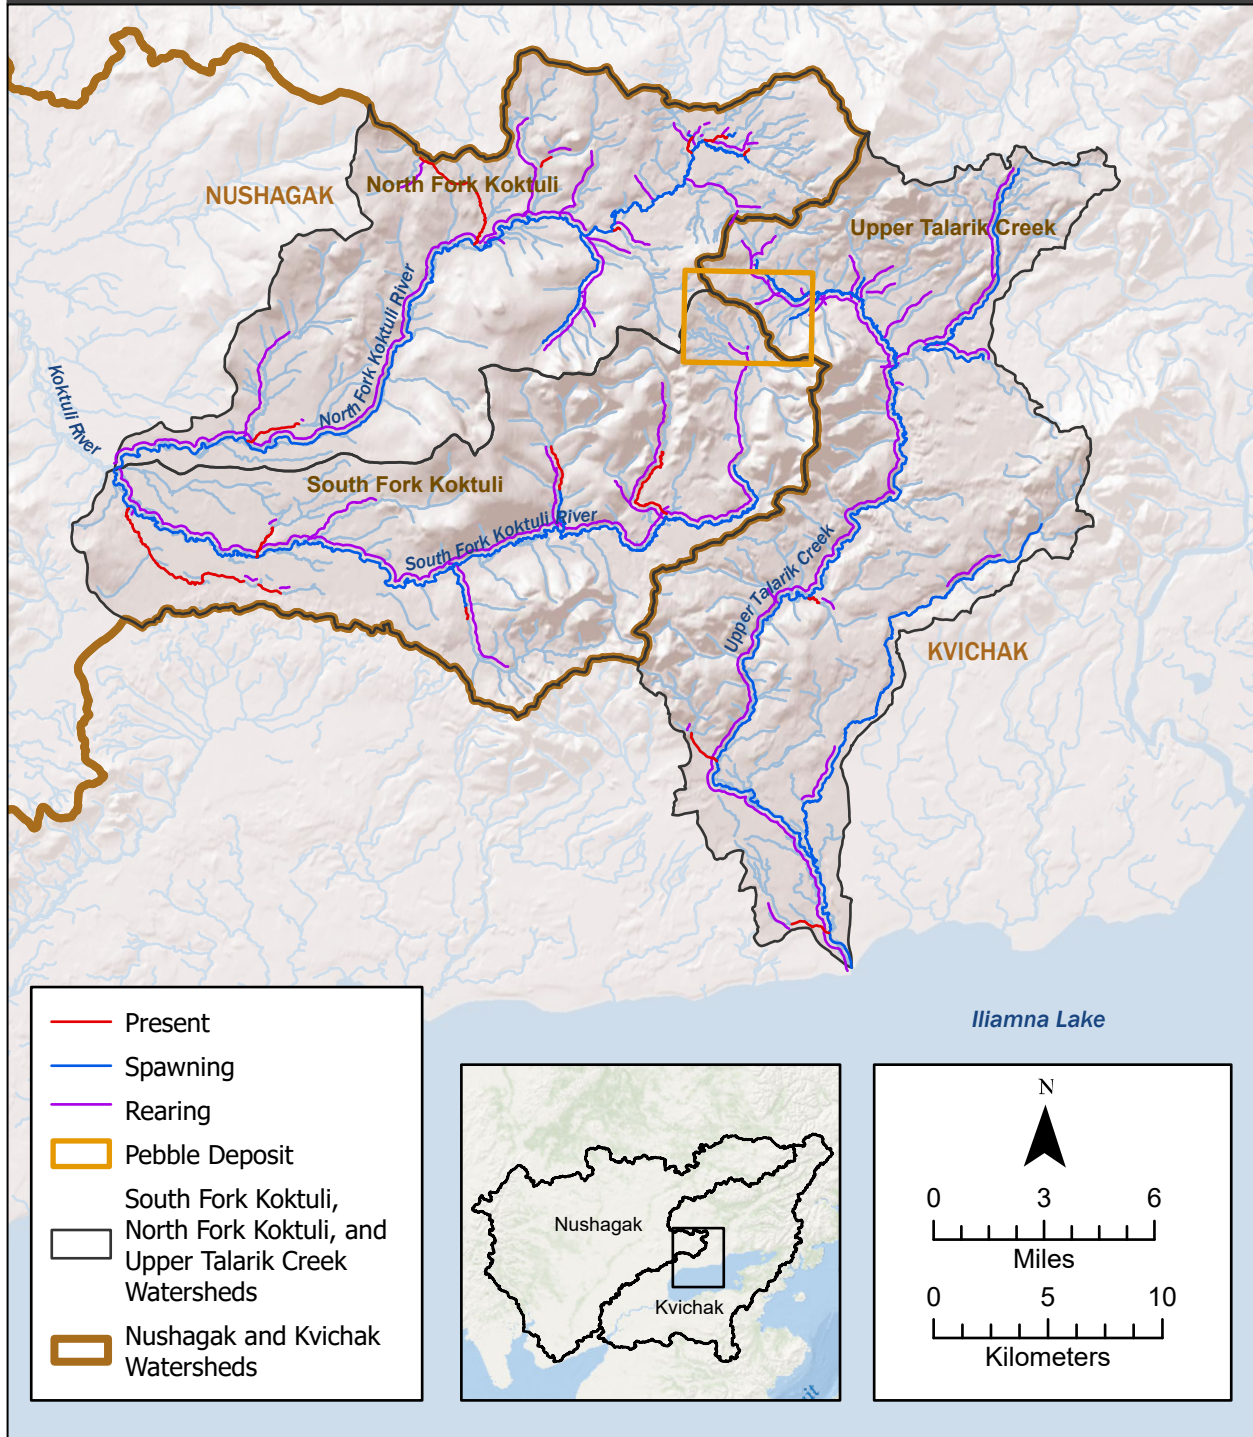 NUSHAGAK
North Fork Koktuli
Upper Talarik Creek
North Fork Koktuli River
Koktuli River
South Fork Koktuli
South Fork Koktuli River
Upper Talarik Creek
KVICHAK
Iliamna Lake
Present
Spawning
Rearing
Pebble Deposit
South Fork Koktuli,
North Fork Koktuli, and
Upper Talarik Creek
Watersheds
Nushagak and Kvichak
Watersheds
Nushagak
Kvichak
N
0 3 6
Miles
0 5 10
Kilometers